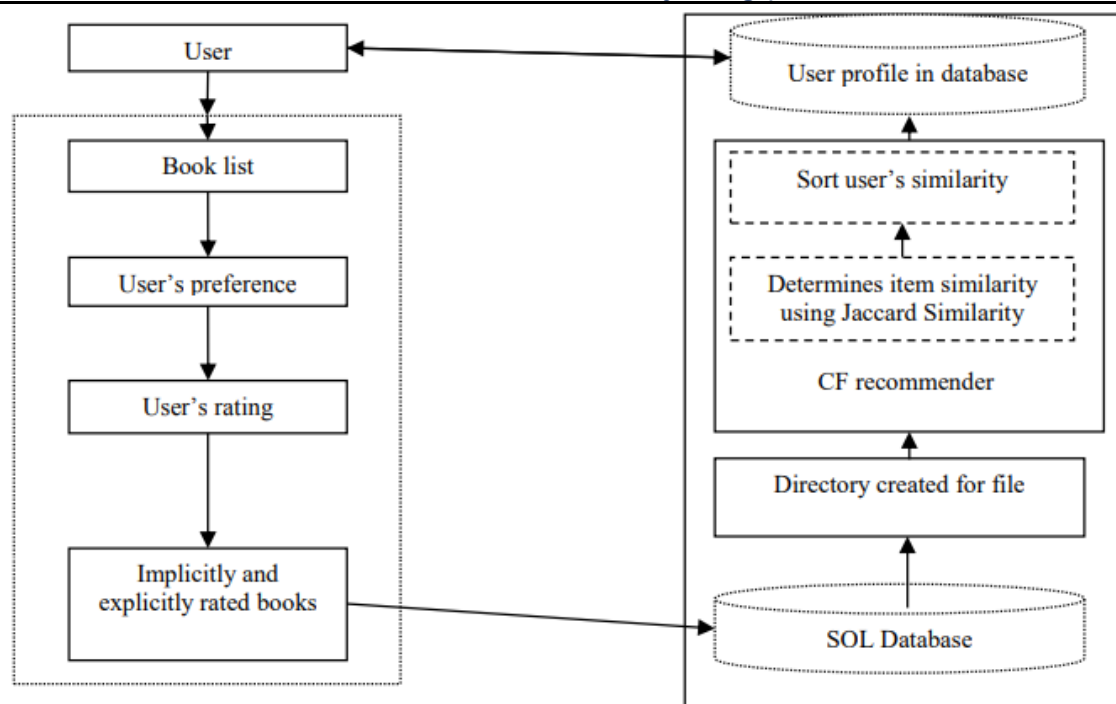 User
Book list
User's preference
User's rating
Implicitly and
explicitly rated books
User profile in database
Sort user's similarity
Determines item similarity
using Jaccard Similarity
CF recommender
Directory created for file
SOL Database